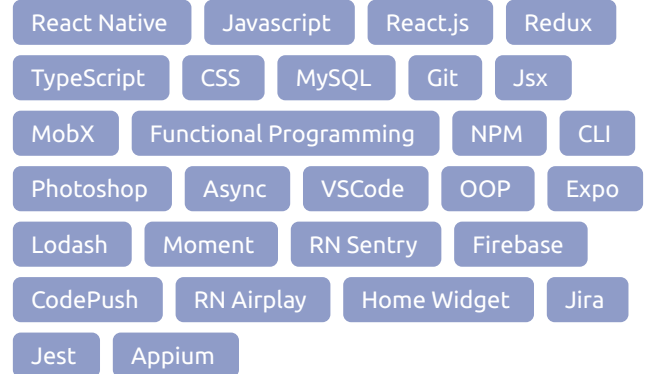 React Native Javascript React.js Redux
TypeScript CSS MySQL Git Jsx
MobX Functional Programming NPM CLI
Photoshop Async VSCode OOP Expo
Lodash Moment RN Sentry Firebase
CodePush RN Airplay Home Widget Jira
Jest Appium